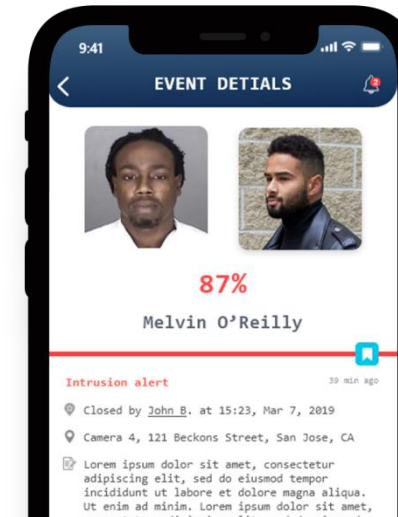 9:41
EVENT DETIALS
2
87%
Melvin O’Reilly
Intrusion alert
39 min ago
Closed by John B. at 15:23, Mar 7, 2019
Camera 4, 121 Beckons Street, San Jose, CA
Lorem ipsum dolor sit amet, consectetur
adipiscing elit, sed do eiusmod tempor
incididunt ut labore et dolore magna aliqua.
Ut enim ad minim. Lorem ipsum dolor sit amet,